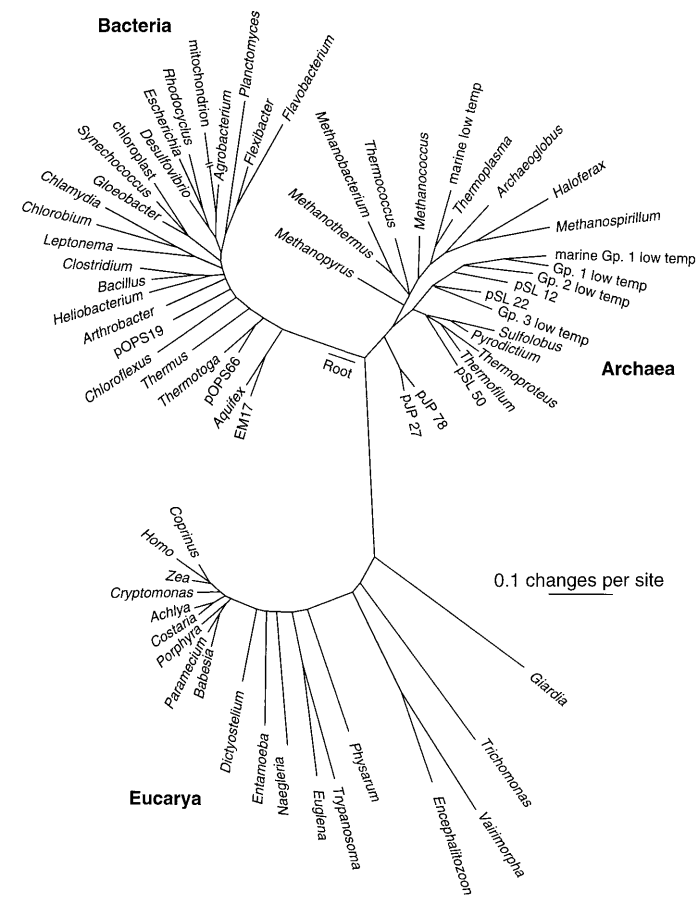 Bacteria
Planctomyces
Flavobacterium
mitochondrion
Rhodocyclus
Escherichia
Desulfovibrio
Agrobacterium
Flexibacter
chloroplast
Synechococcus
Gloeobacter
Chlamydia
Chlorobium
Leptonema
Clostridium
Bacillus
Heliobacterium
Arthrobacter
pOPS19
Chloroflexus
Thermus
Thermotoga
pOPS66
Aquifex
EM17
Root
Methanopyrus
Methanothermus
Methanobacterium
Thermococcus
Methanococcus
marine low temp
Thermoplasma
Archaeoglobus
Haloferax
Methanospirillum
marine Gp. 1 low temp
Gp. 1 low temp
Gp. 2 low temp
pSL 12
pSL 22
Gp. 3 low temp
Sulfolobus
Pyrodictium
Thermoproteus
Thermofilum
pSL 50
pJP 78
pJP 27
Archaea
Coprinus
Homo
Zea
Cryptomonas
Achlya
Costaria
Porphyra
Paramecium
Babesia
Dictyostelium
Entamoeba
Naegleria
Euglena
Trypanosoma
Physarum
Encephalitozoon
Vairimorpha
Trichomonas
Giardia
0.1 changes per site
Eucarya